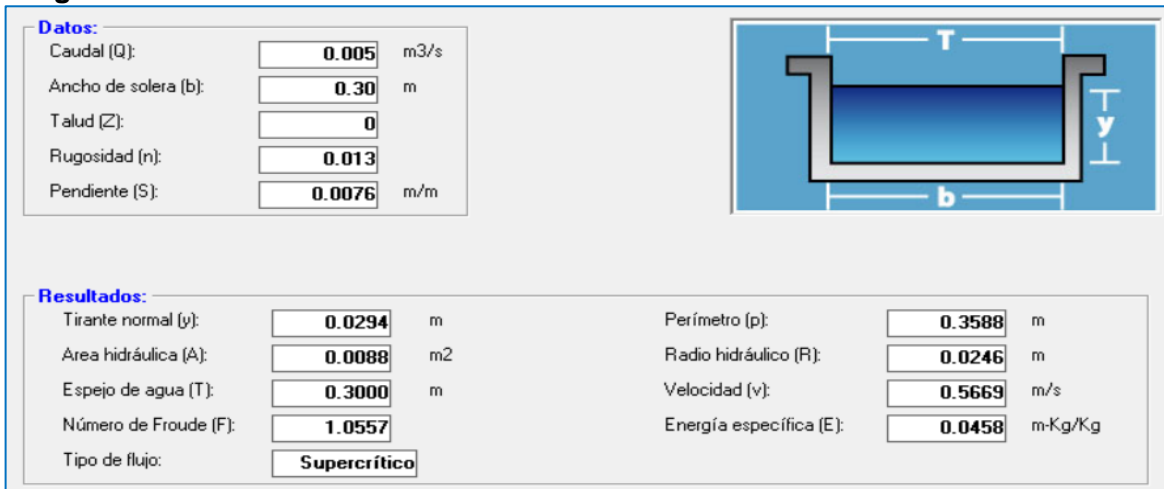 Datos:
Caudal (Q): 0.005 m3/s
Ancho de solera (b): 0.30 m
Talud (Z): 0
Rugosidad (n): 0.013
Pendiente (S): 0.0076 m/m
T
y
b
Resultados:
Tirante normal (y): 0.0294 m Perímetro (p): 0.3588 m
Area hidráulica (A): 0.0088 m2 Radio hidráulico (R): 0.0246 m
Espejo de agua (T): 0.3000 m Velocidad (v): 0.5669 m/s
Número de Froude (F): 1.0557 Energía específica (E): 0.0458 m-Kg/Kg
Tipo de flujo: Supercrítico